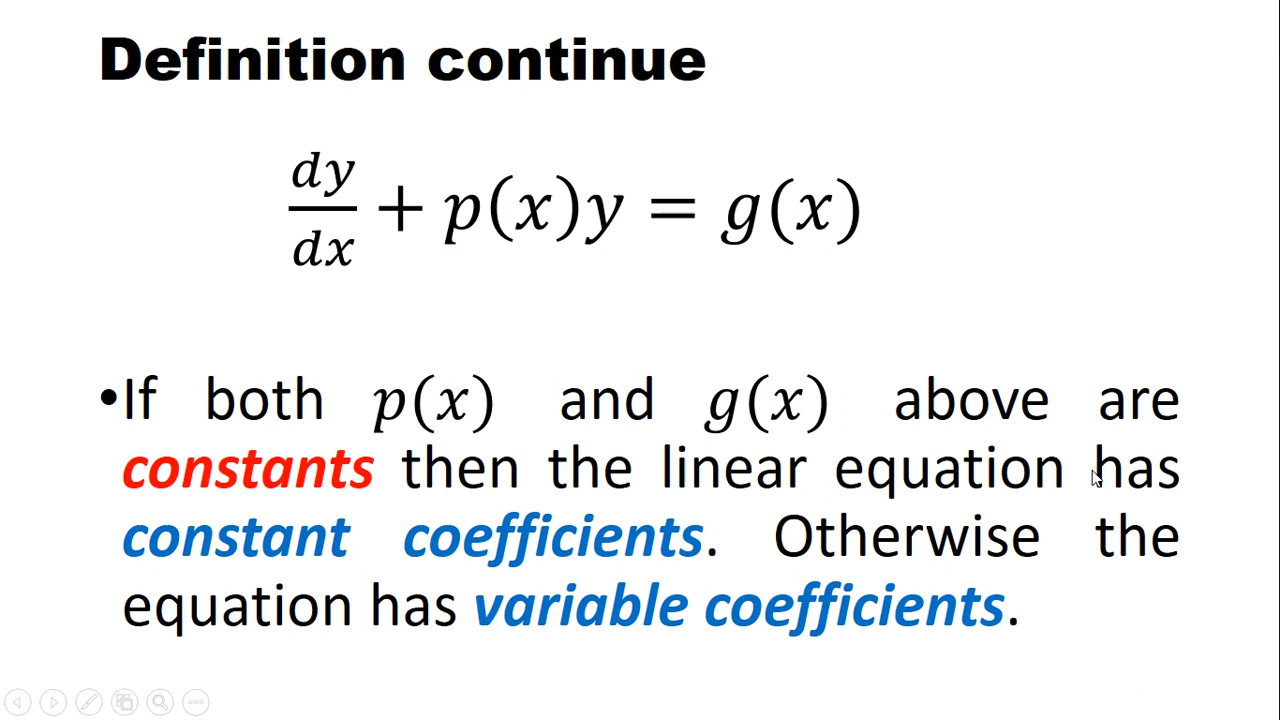 Definition continue
dy/dx + p(x)y = g(x)
•If both p(x) and g(x) above are
constants then the linear equation has
constant coefficients. Otherwise the
equation has variable coefficients.